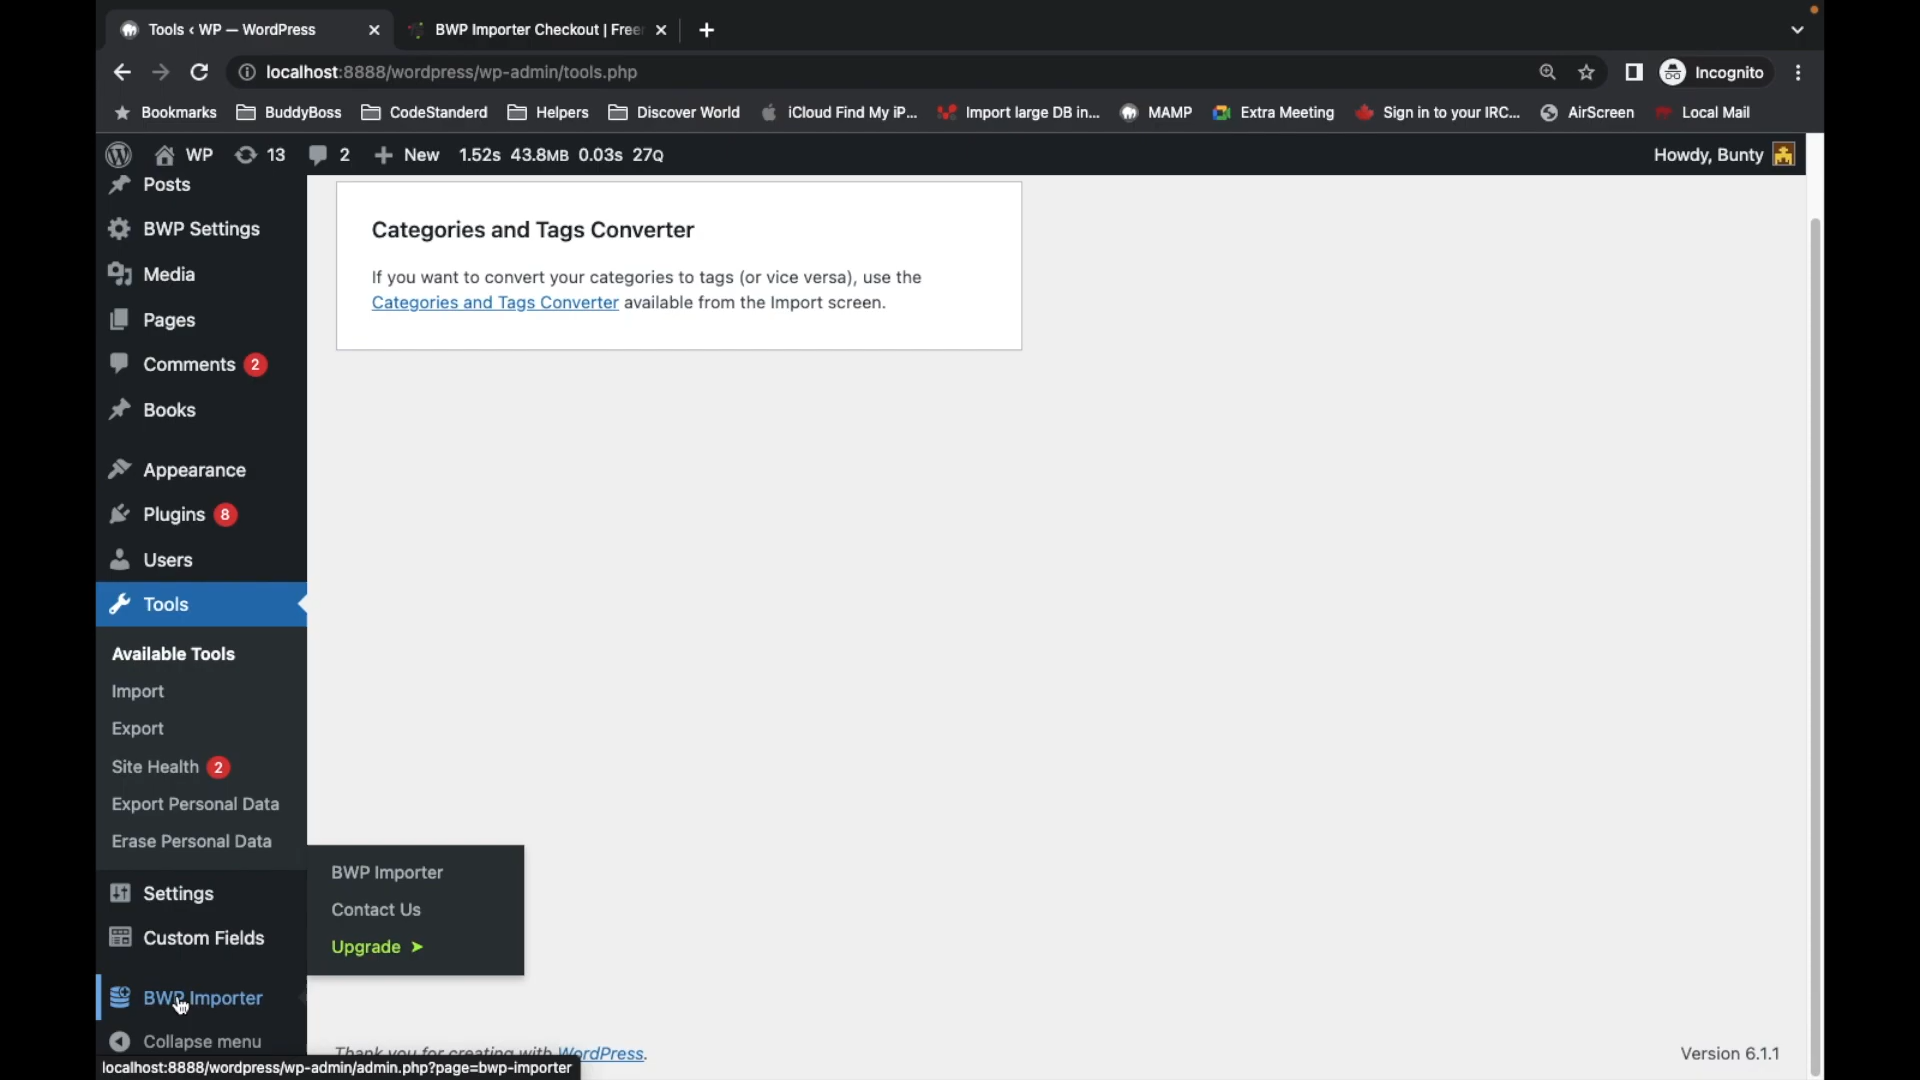 Tools ‹ WP — WordPress
BWP Importer Checkout | Free
localhost:8888/wordpress/wp-admin/tools.php
Incognito
Bookmarks
BuddyBoss
CodeStanderd
Helpers
Discover World
iCloud Find My iP...
Import large DB in...
MAMP
Extra Meeting
Sign in to your IRC...
AirScreen
Local Mail
WP
13
2
New
1.52s 43.8MB 0.03s 27Q
Howdy, Bunty
Posts
BWP Settings
Media
Pages
Comments 2
Books
Appearance
Plugins 8
Users
Tools
Available Tools
Import
Export
Site Health 2
Export Personal Data
Erase Personal Data
Settings
Custom Fields
BWP Importer
Collapse menu
BWP Importer
Contact Us
Upgrade ➤
Categories and Tags Converter
If you want to convert your categories to tags (or vice versa), use the
Categories and Tags Converter available from the Import screen.
Thank you for creating with WordPress.
Version 6.1.1
localhost:8888/wordpress/wp-admin/admin.php?page=bwp-importer